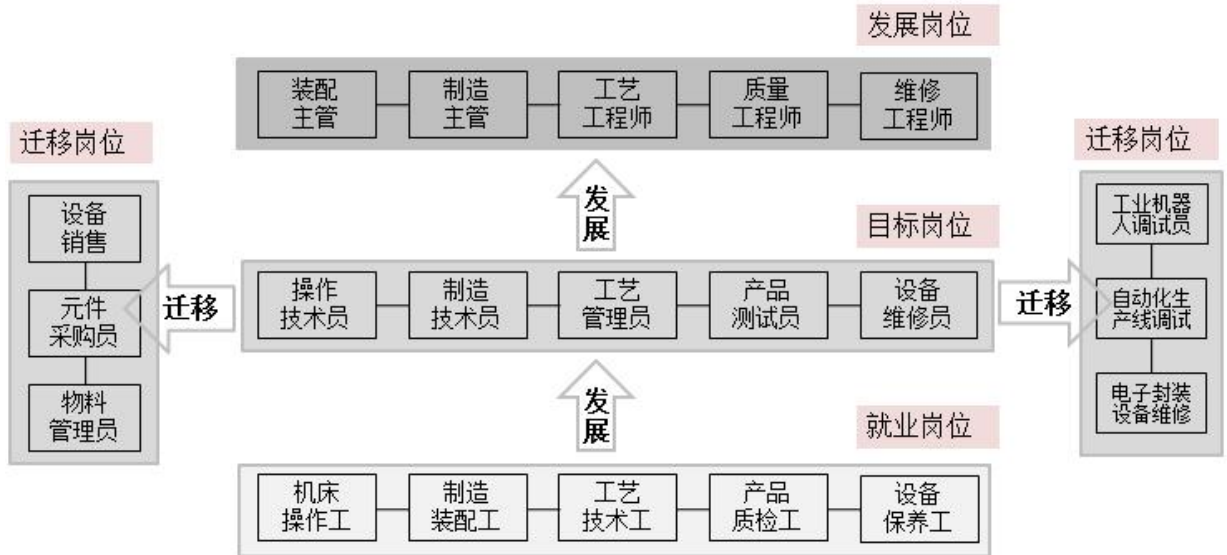 发展岗位
装配
主管
制造
主管
工艺
工程师
质量
工程师
维修
工程师
迁移岗位
设备
销售
元件
采购员
物料
管理员
迁移
发展
目标岗位
操作
技术员
制造
技术员
工艺
管理员
产品
测试员
设备
维修员
迁移
迁移岗位
工业机器
人调试员
自动化生
产线调试
电子封装
设备维修
发展
就业岗位
机床
操作工
制造
装配工
工艺
技术工
产品
质检工
设备
保养工